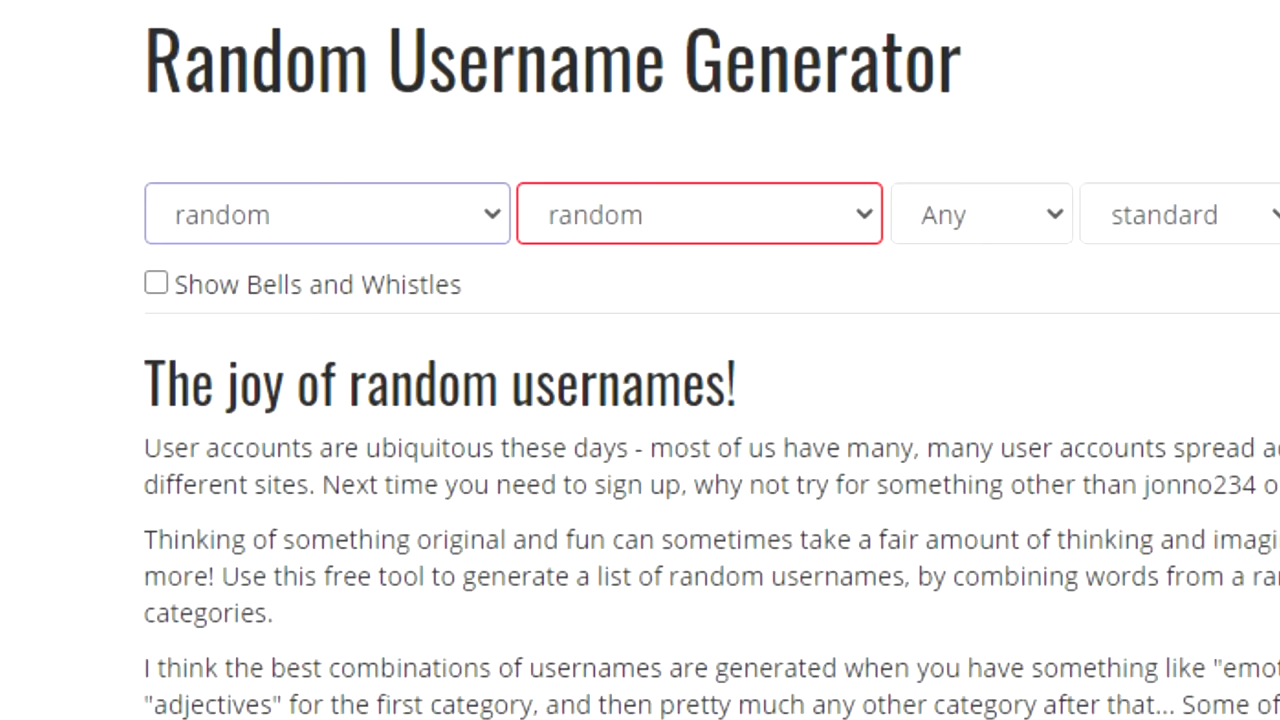 Random Username Generator
random random Any standard
Show Bells and Whistles
The joy of random usernames!
User accounts are ubiquitous these days - most of us have many, many user accounts spread
different sites. Next time you need to sign up, why not try for something other than jonno234
Thinking of something original and fun can sometimes take a fair amount of thinking and
more! Use this free tool to generate a list of random usernames, by combining words from a
categories.
I think the best combinations of usernames are generated when you have something like
"adjectives" for the first category, and then pretty much any other category after that... Some of